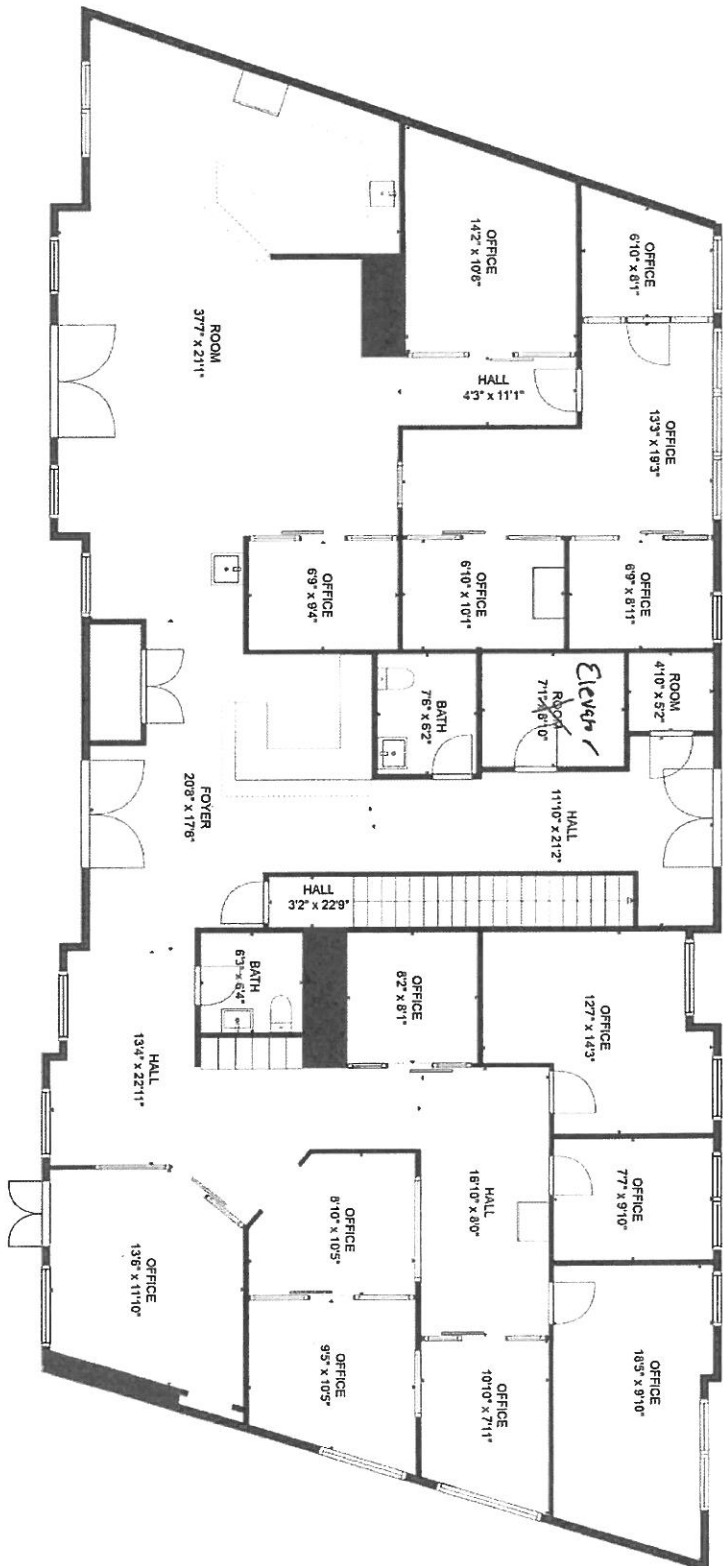 OFFICE
6'10" x 8'1"
OFFICE
13'3" x 19'3"
OFFICE
6'9" x 8'11"
ROOM
4'10" x 5'2"
OFFICE
12'7" x 14'3"
OFFICE
7'7" x 9'10"
OFFICE
18'5" x 9'10"
OFFICE
14'2" x 10'8"
HALL
4'3" x 11'1"
OFFICE
6'10" x 10'1"
Elevator
ROOM
7'1" x 6'10"
HALL
11'10" x 21'2"
HALL
16'10" x 8'0"
OFFICE
10'10" x 7'11"
OFFICE
6'9" x 9'4"
BATH
7'6" x 6'2"
HALL
3'2" x 22'9"
OFFICE
8'2" x 8'1"
OFFICE
8'10" x 10'5"
OFFICE
9'5" x 10'5"
ROOM
37'7" x 21'1"
FOYER
20'8" x 17'6"
BATH
6'3" x 6'4"
HALL
13'4" x 22'11"
OFFICE
13'6" x 11'10"